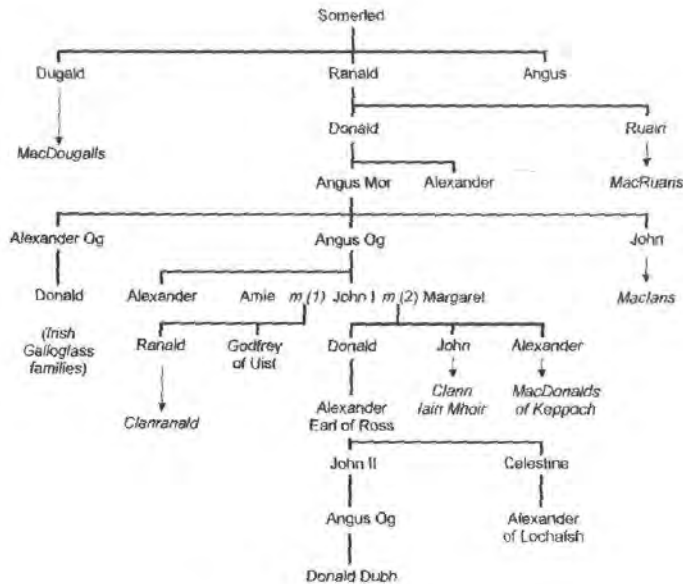 Somerled
Dugald Ranald Angus
Donald Ruairi
MacDougalls
Angus Mor Alexander MacRuaris
Alexander Og Angus Og John
Donald Alexander Amie m (1) John I m (2) Margaret MacIans
(Irish
Galloglass
families)
Ranald Godfrey
of Uist Donald John Alexander
Clanranald
Clann
Iain Mhoir
MacDonalds
of Keppoch
Alexander
Earl of Ross
John II Celestine
Angus Og Alexander
of Lochalsh
Donald Dubh